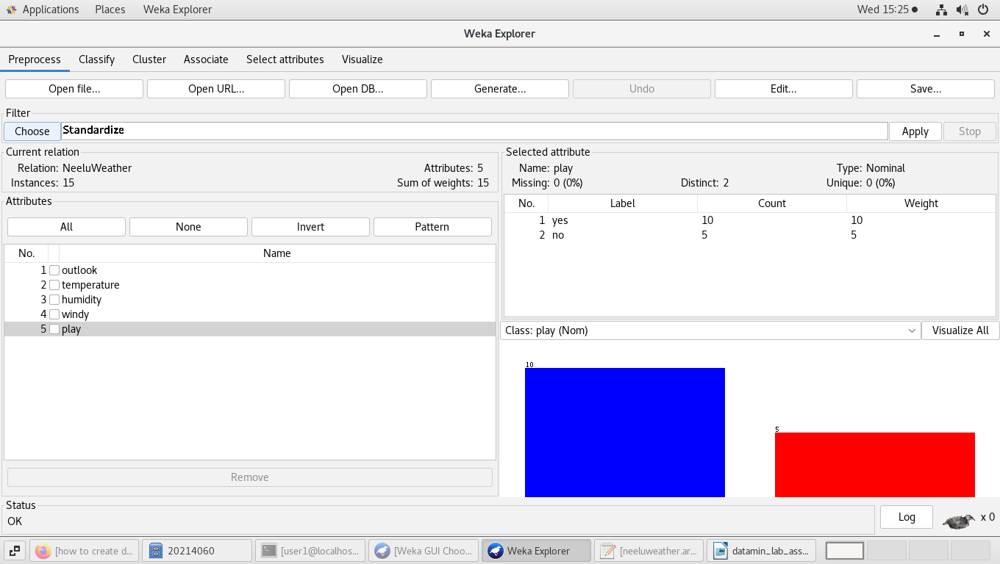 Applications Places Weka Explorer Wed 15:25
Weka Explorer
Preprocess Classify Cluster Associate Select attributes Visualize
Open file... Open URL... Open DB... Generate... Undo Edit... Save...
Filter
Choose Standardize Apply Stop
Current relation
Relation: NeeluWeather Attributes: 5
Instances: 15 Sum of weights: 15
Attributes
All None Invert Pattern
No. Name
1 outlook
2 temperature
3 humidity
4 windy
5 play
Remove
Selected attribute
Name: play Type: Nominal
Missing: 0 (0%) Distinct: 2 Unique: 0 (0%)
No. Label Count Weight
1 yes 10 10
2 no 5 5
Class: play (Nom) Visualize All
10
5
Status
OK
Log x 0
[how to create d... 20214060 [user1@localhos... [Weka GUI Choo... Weka Explorer [neeluweather.ar... datamin_lab_ass...